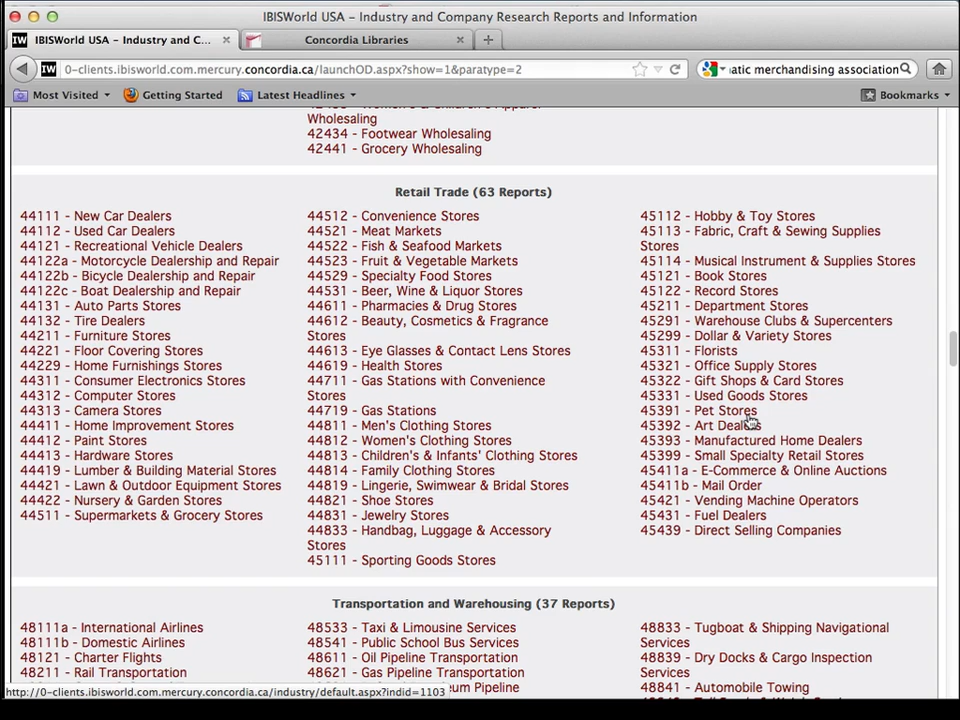 IBISWorld USA - Industry and Company Research Reports and Information
IW IBISWorld USA - Industry and C...
Concordia Libraries
IW 0-clients.ibisworld.com.mercury.concordia.ca/launchOD.aspx?show=1&paratype=2
atic merchandising association
Most Visited
Getting Started
Latest Headlines
Bookmarks
Wholesaling
42434 - Footwear Wholesaling
42441 - Grocery Wholesaling
Retail Trade (63 Reports)
44111 - New Car Dealers
44112 - Used Car Dealers
44121 - Recreational Vehicle Dealers
44122a - Motorcycle Dealership and Repair
44122b - Bicycle Dealership and Repair
44122c - Boat Dealership and Repair
44131 - Auto Parts Stores
44132 - Tire Dealers
44211 - Furniture Stores
44221 - Floor Covering Stores
44229 - Home Furnishings Stores
44311 - Consumer Electronics Stores
44312 - Computer Stores
44313 - Camera Stores
44411 - Home Improvement Stores
44412 - Paint Stores
44413 - Hardware Stores
44419 - Lumber & Building Material Stores
44421 - Lawn & Outdoor Equipment Stores
44422 - Nursery & Garden Stores
44511 - Supermarkets & Grocery Stores
44512 - Convenience Stores
44521 - Meat Markets
44522 - Fish & Seafood Markets
44523 - Fruit & Vegetable Markets
44529 - Specialty Food Stores
44531 - Beer, Wine & Liquor Stores
44611 - Pharmacies & Drug Stores
44612 - Beauty, Cosmetics & Fragrance
Stores
44613 - Eye Glasses & Contact Lens Stores
44619 - Health Stores
44711 - Gas Stations with Convenience
Stores
44719 - Gas Stations
44811 - Men's Clothing Stores
44812 - Women's Clothing Stores
44813 - Children's & Infants' Clothing Stores
44814 - Family Clothing Stores
44819 - Lingerie, Swimwear & Bridal Stores
44821 - Shoe Stores
44831 - Jewelry Stores
44833 - Handbag, Luggage & Accessory
Stores
45111 - Sporting Goods Stores
45112 - Hobby & Toy Stores
45113 - Fabric, Craft & Sewing Supplies
Stores
45114 - Musical Instrument & Supplies Stores
45121 - Book Stores
45122 - Record Stores
45211 - Department Stores
45291 - Warehouse Clubs & Supercenters
45299 - Dollar & Variety Stores
45311 - Florists
45321 - Office Supply Stores
45322 - Gift Shops & Card Stores
45331 - Used Goods Stores
45391 - Pet Stores
45392 - Art Dealers
45393 - Manufactured Home Dealers
45399 - Small Specialty Retail Stores
45411a - E-Commerce & Online Auctions
45411b - Mail Order
45421 - Vending Machine Operators
45431 - Fuel Dealers
45439 - Direct Selling Companies
Transportation and Warehousing (37 Reports)
48111a - International Airlines
48111b - Domestic Airlines
48121 - Charter Flights
48211 - Rail Transportation
48533 - Taxi & Limousine Services
48541 - Public School Bus Services
48611 - Oil Pipeline Transportation
48621 - Gas Pipeline Transportation
Pipeline
48833 - Tugboat & Shipping Navigational
Services
48839 - Dry Docks & Cargo Inspection
Services
48841 - Automobile Towing
http://0-clients.ibisworld.com.mercury.concordia.ca/industry/default.aspx?indid=1103